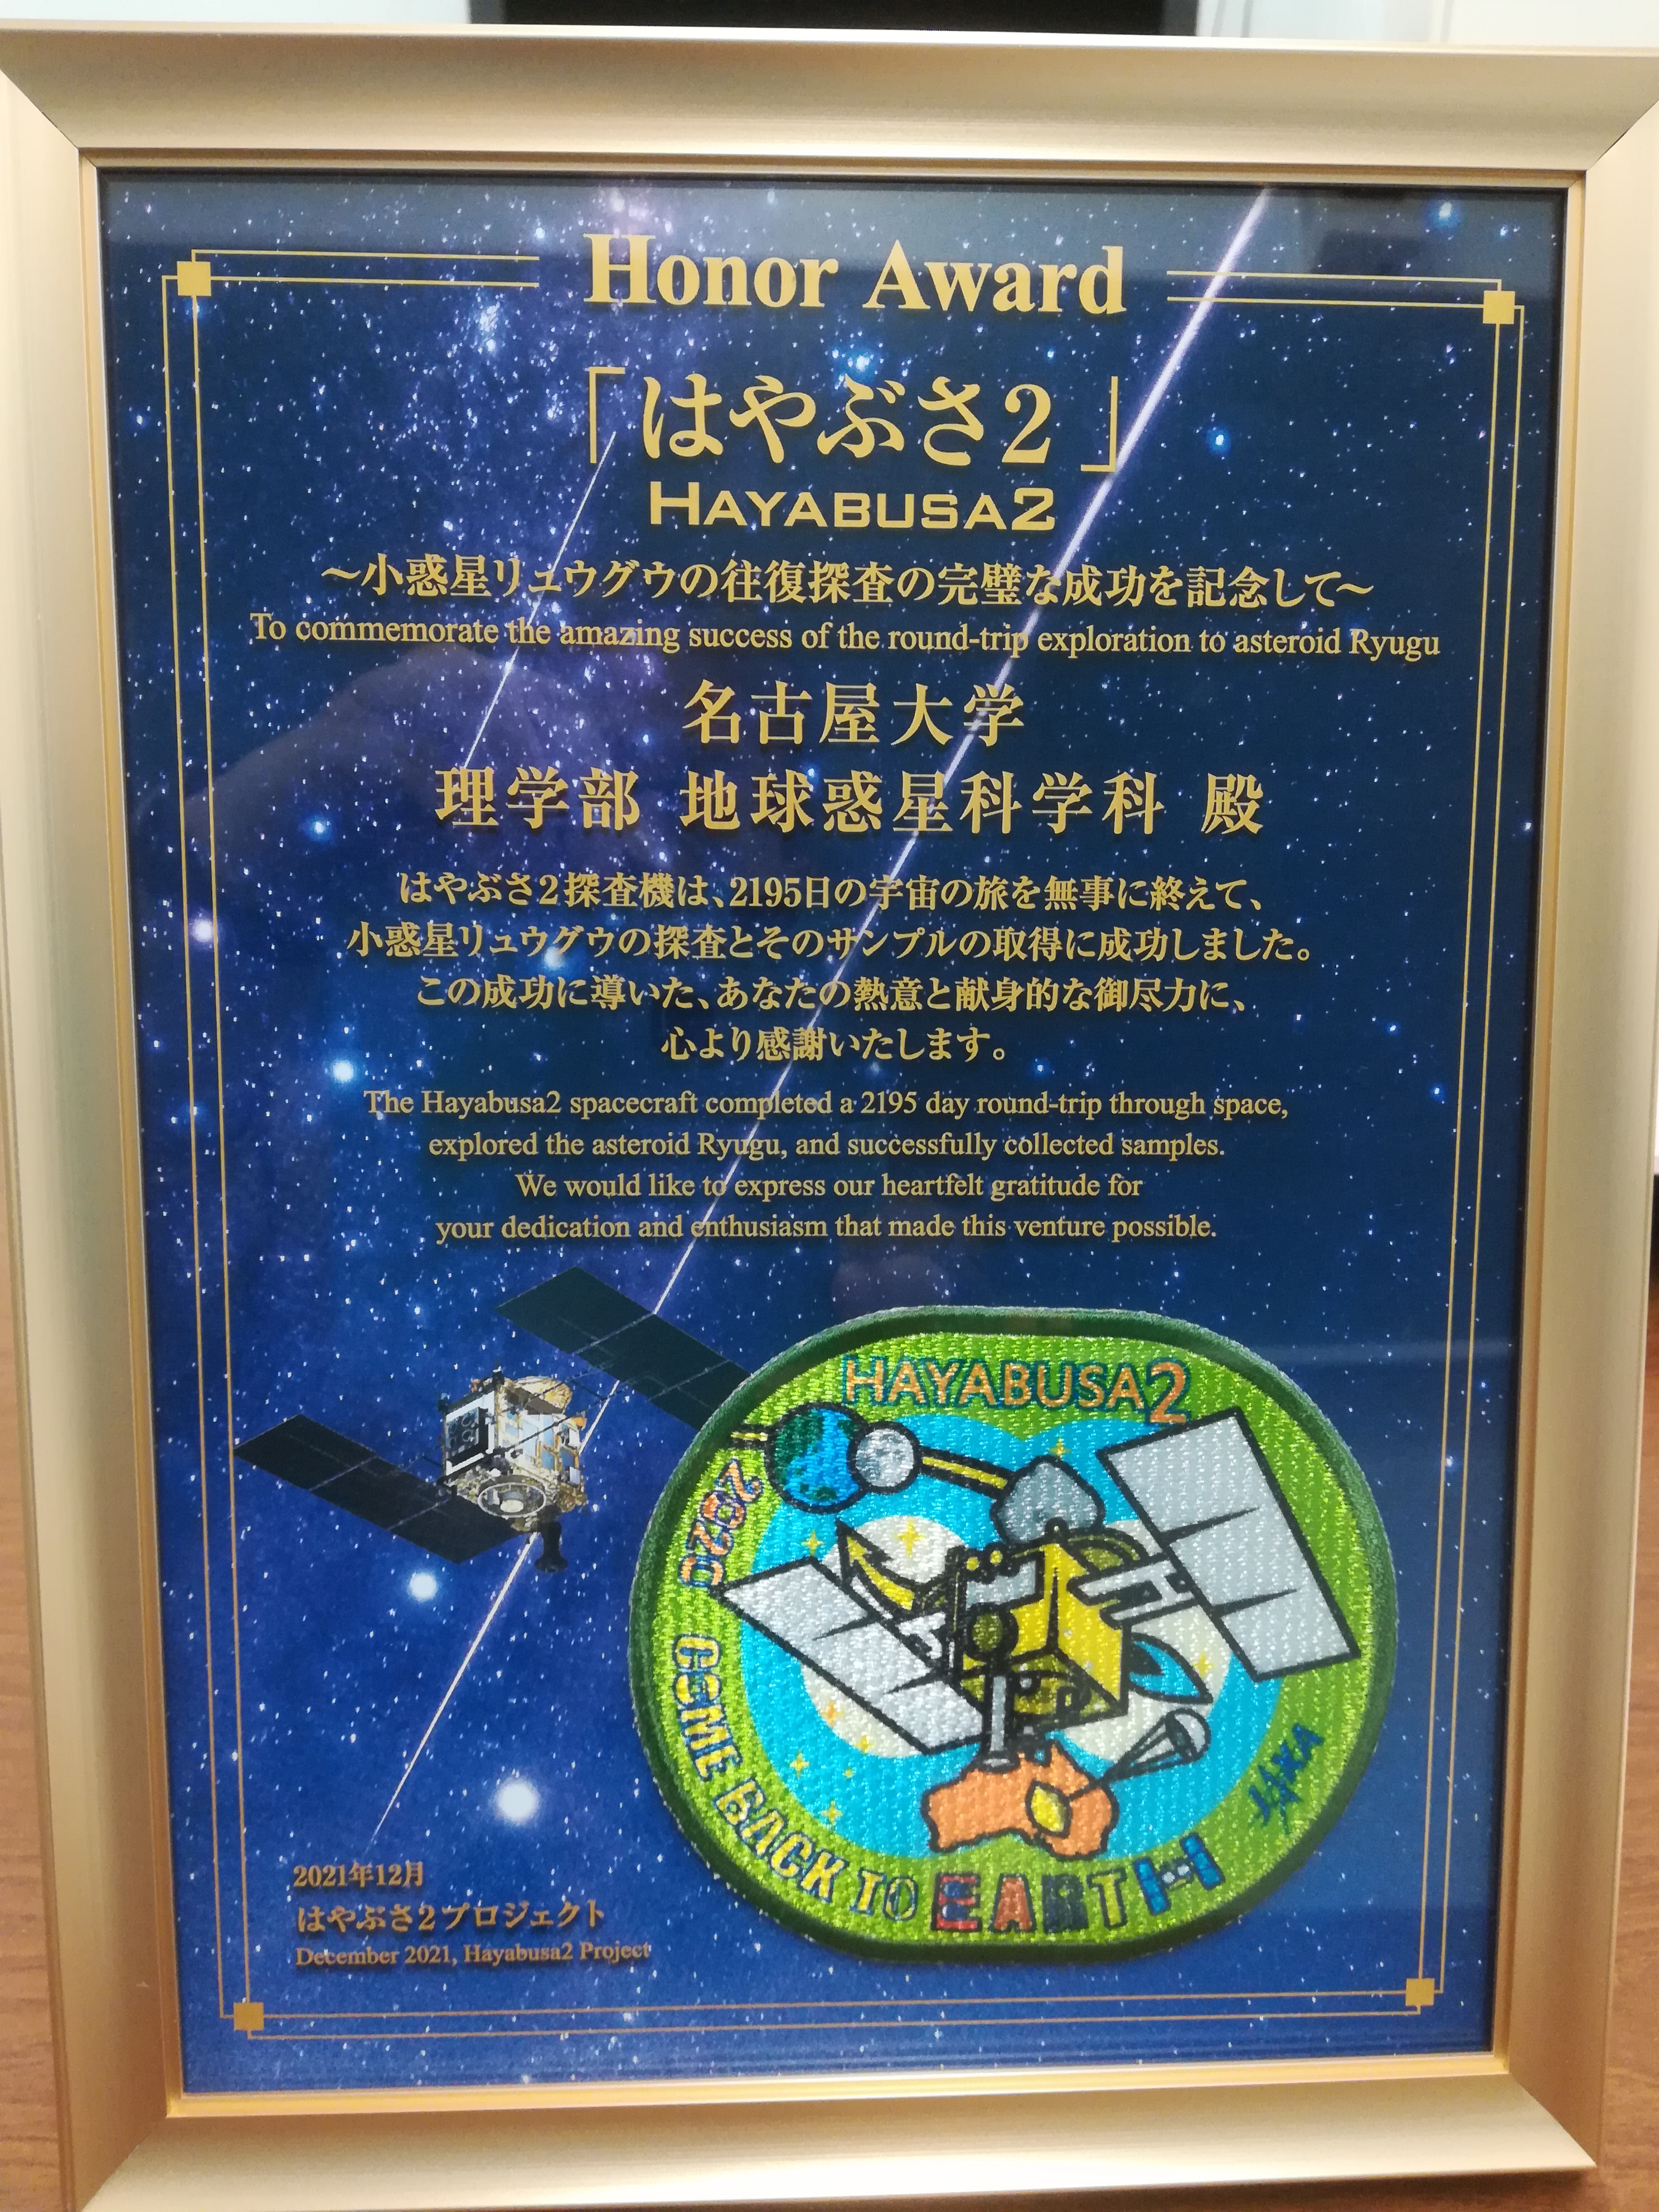 Honor Award
「はやぶさ2」
HAYABUSA2
～小惑星リュウグウの往復探査の完璧な成功を記念して～
To commemorate the amazing success of the round-trip exploration to asteroid Ryugu
名古屋大学
理学部 地球惑星科学科 殿
はやぶさ2探査機は、2195日の宇宙の旅を無事に終えて、
小惑星リュウグウの探査とそのサンプルの取得に成功しました。
この成功に導いた、あなたの熱意と献身的な御尽力に、
心より感謝いたします。
The Hayabusa2 spacecraft completed a 2195 day round-trip through space,
explored the asteroid Ryugu, and successfully collected samples.
We would like to express our heartfelt gratitude for
your dedication and enthusiasm that made this venture possible.
HAYABUSA2
2020
COME BACK TO EARTH
JAXA
2021年12月
はやぶさ2プロジェクト
December 2021, Hayabusa2 Project